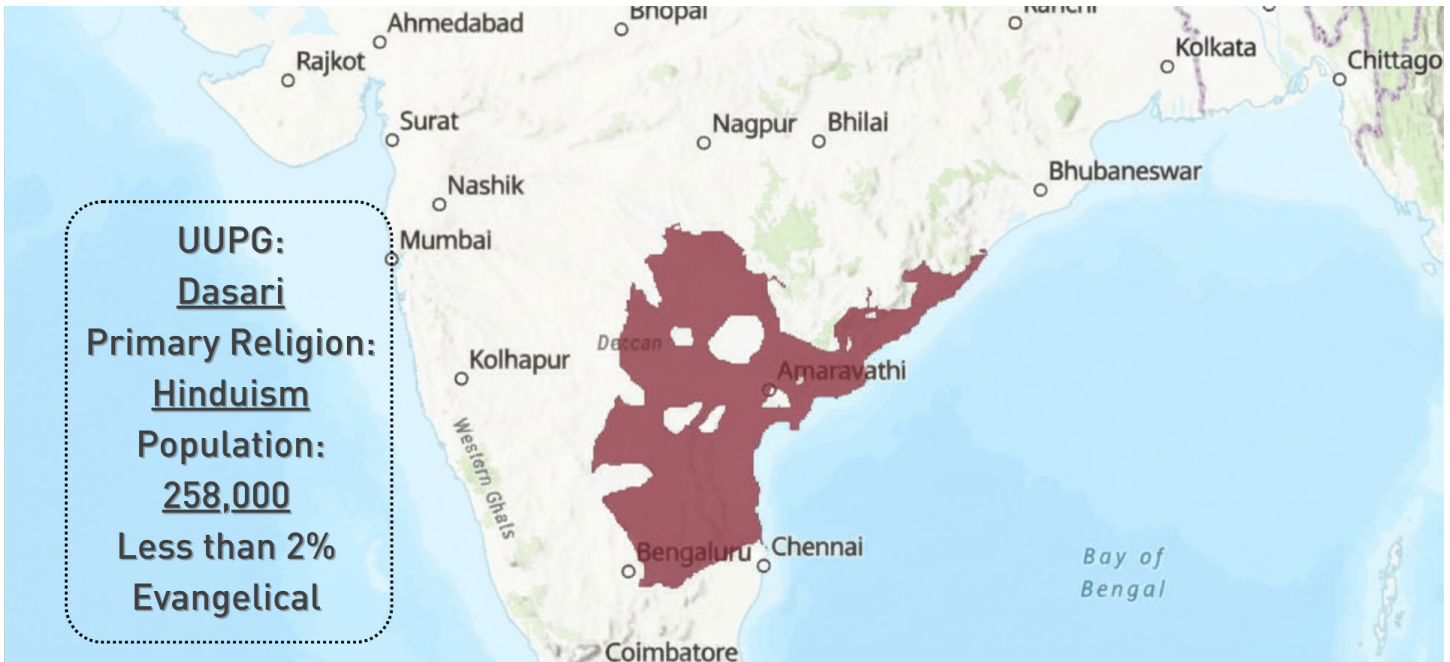 Ahmedabad
Bhopal
Ranchi
Rajkot
Kolkata
Chittago
Surat
Nagpur
Bhilai
Nashik
Bhubaneswar
Mumbai
UUPG:
Dasari
Primary Religion:
Hinduism
Population:
258,000
Less than 2%
Evangelical
Deccan
Kolhapur
Amaravathi
Western Ghats
Bengaluru
Chennai
Bay of
Bengal
Coimbatore